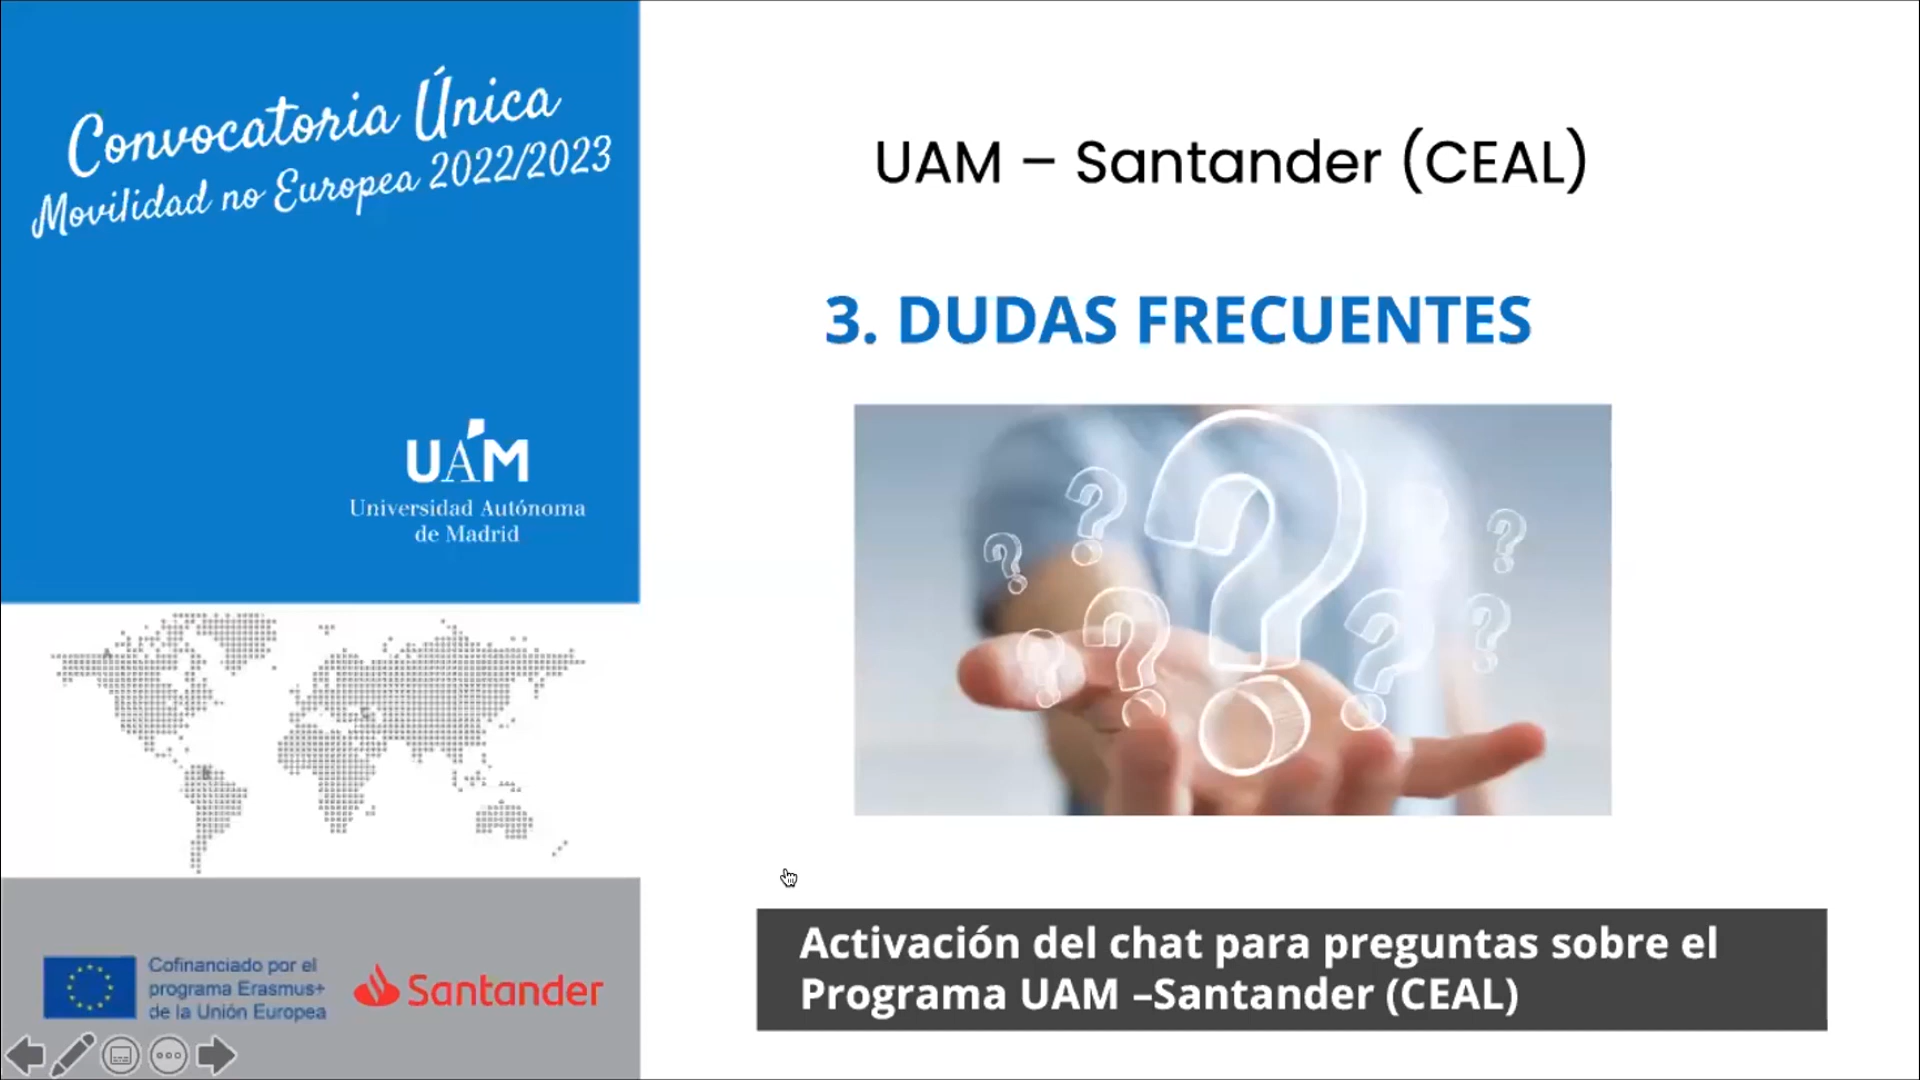 Convocatoria Única
Movilidad no Europea 2022/2023
UAM
Universidad Autónoma
de Madrid
Cofinanciado por el
programa Erasmus+
de la Unión Europea
Santander
UAM – Santander (CEAL)
3. DUDAS FRECUENTES
Activación del chat para preguntas sobre el
Programa UAM –Santander (CEAL)